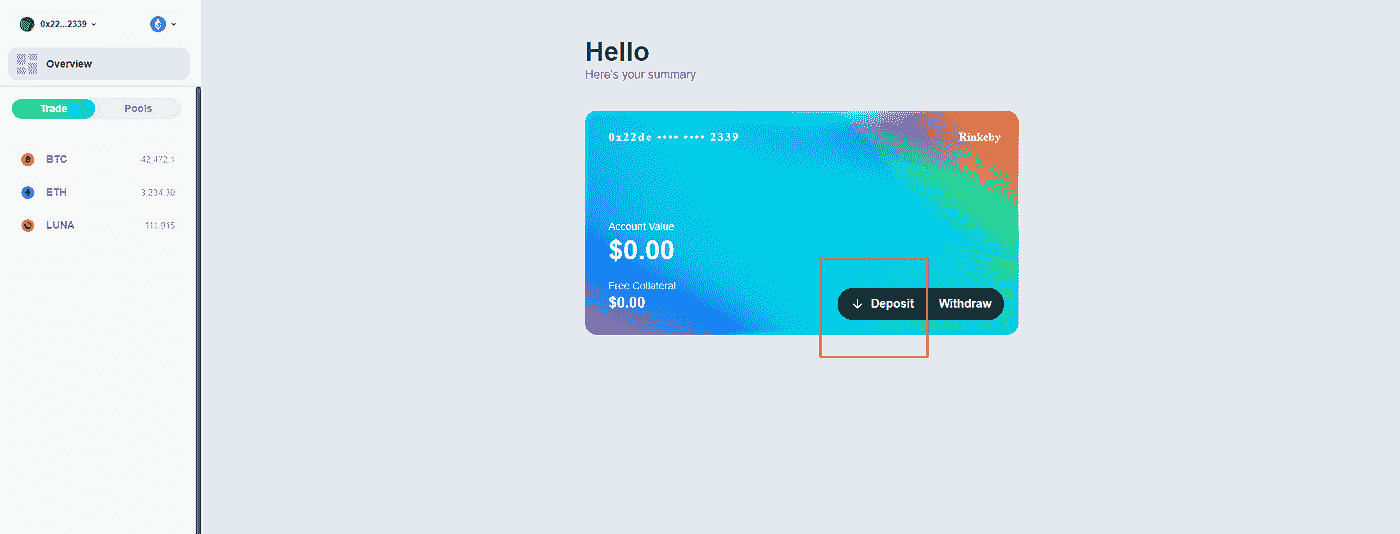 0x22...2339
Overview
Trade Pools
BTC 42,472.1
ETH 3,234.39
LUNA 111.915
Hello
Here's your summary
0x22de •••• •••• 2339 Rinkeby
Account Value
$0.00
Free Collateral
$0.00
Deposit Withdraw